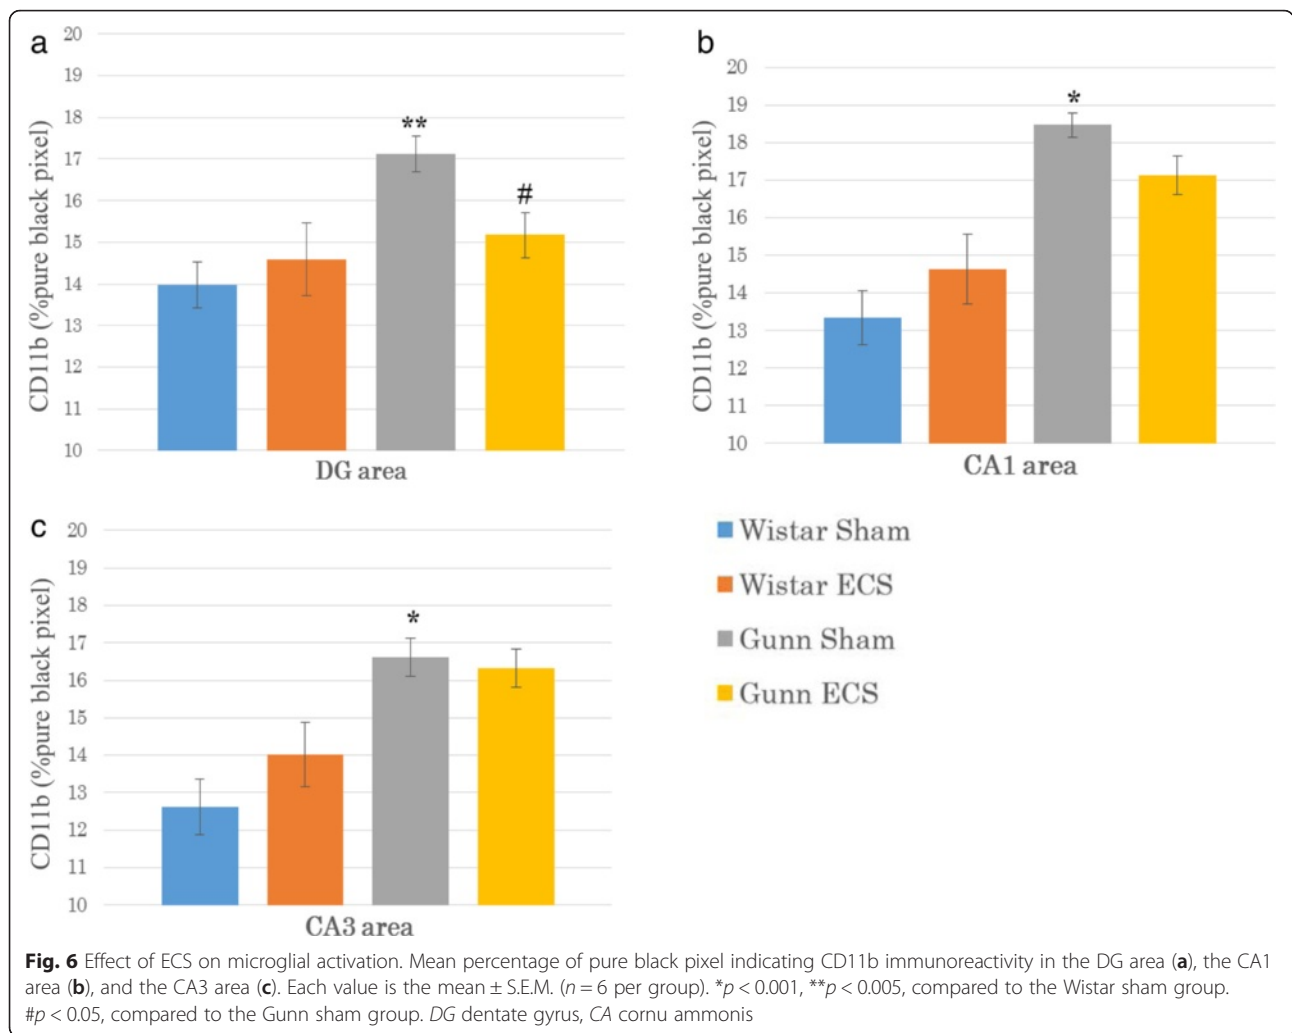 a
20
19
18
17
16
15
14
13
12
11
10
CD11b (%pure black pixel)
**
#
DG area
b
20
19
18
17
16
15
14
13
12
11
10
CD11b (%pure black pixel)
*
CA1 area
c
20
19
18
17
16
15
14
13
12
11
10
CD11b (%pure black pixel)
*
CA3 area
Wistar Sham
Wistar ECS
Gunn Sham
Gunn ECS
Fig. 6 Effect of ECS on microglial activation. Mean percentage of pure black pixel indicating CD11b immunoreactivity in the DG area (a), the CA1
area (b), and the CA3 area (c). Each value is the mean ± S.E.M. (n = 6 per group). *p < 0.001, **p < 0.005, compared to the Wistar sham group.
#p < 0.05, compared to the Gunn sham group. DG dentate gyrus, CA cornu ammonis